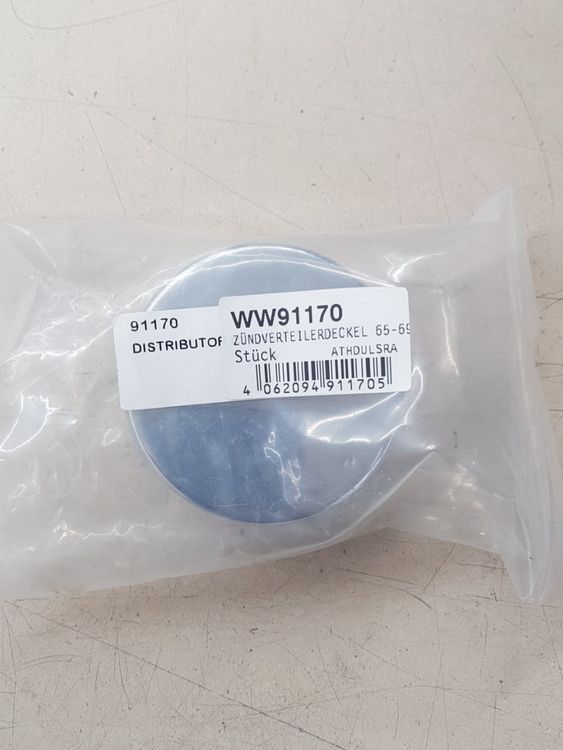 91170
DISTRIBUTOR
WW91170
ZÜNDVERTEILERDECKEL 65-69
Stück ATHDULSRA
4 062094 911705